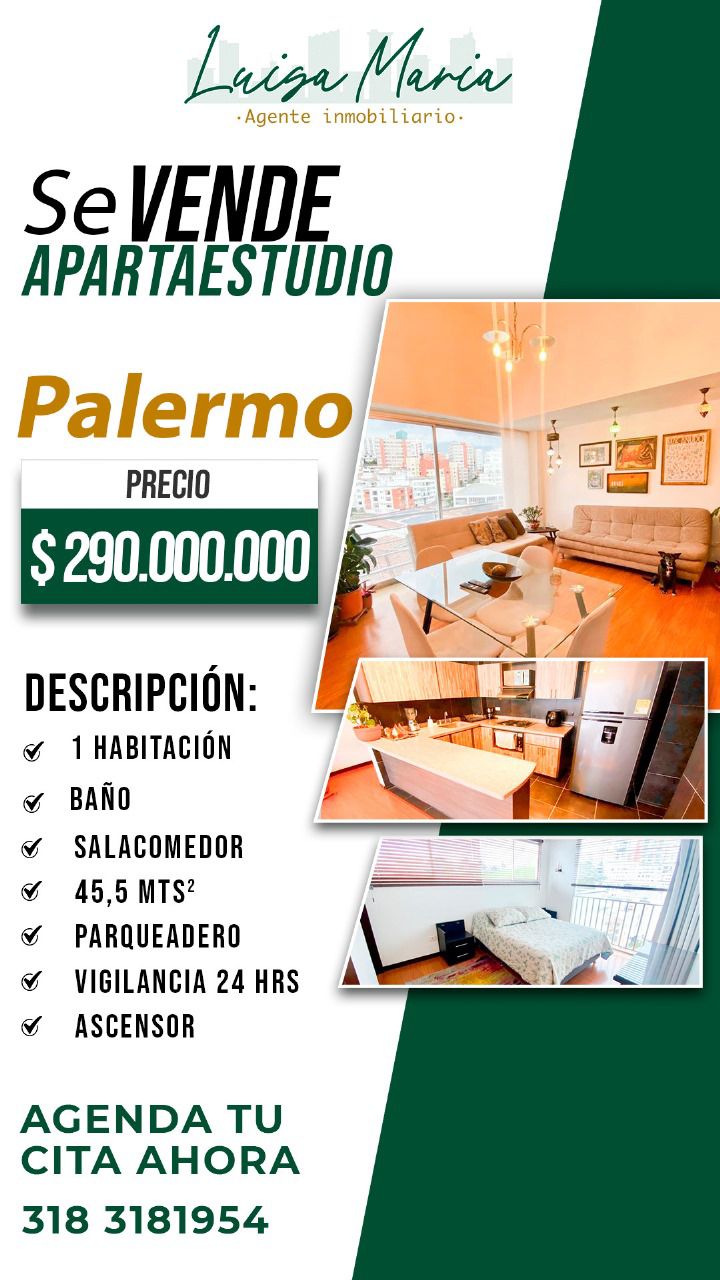 Luisa Maria
·Agente inmobiliario·
Se VENDE
APARTAESTUDIO
Palermo
PRECIO
$ 290.000.000
DESCRIPCIÓN:
1 HABITACIÓN
BAÑO
SALACOMEDOR
45,5 MTS²
PARQUEADERO
VIGILANCIA 24 HRS
ASCENSOR
AGENDA TU
CITA AHORA
318 3181954